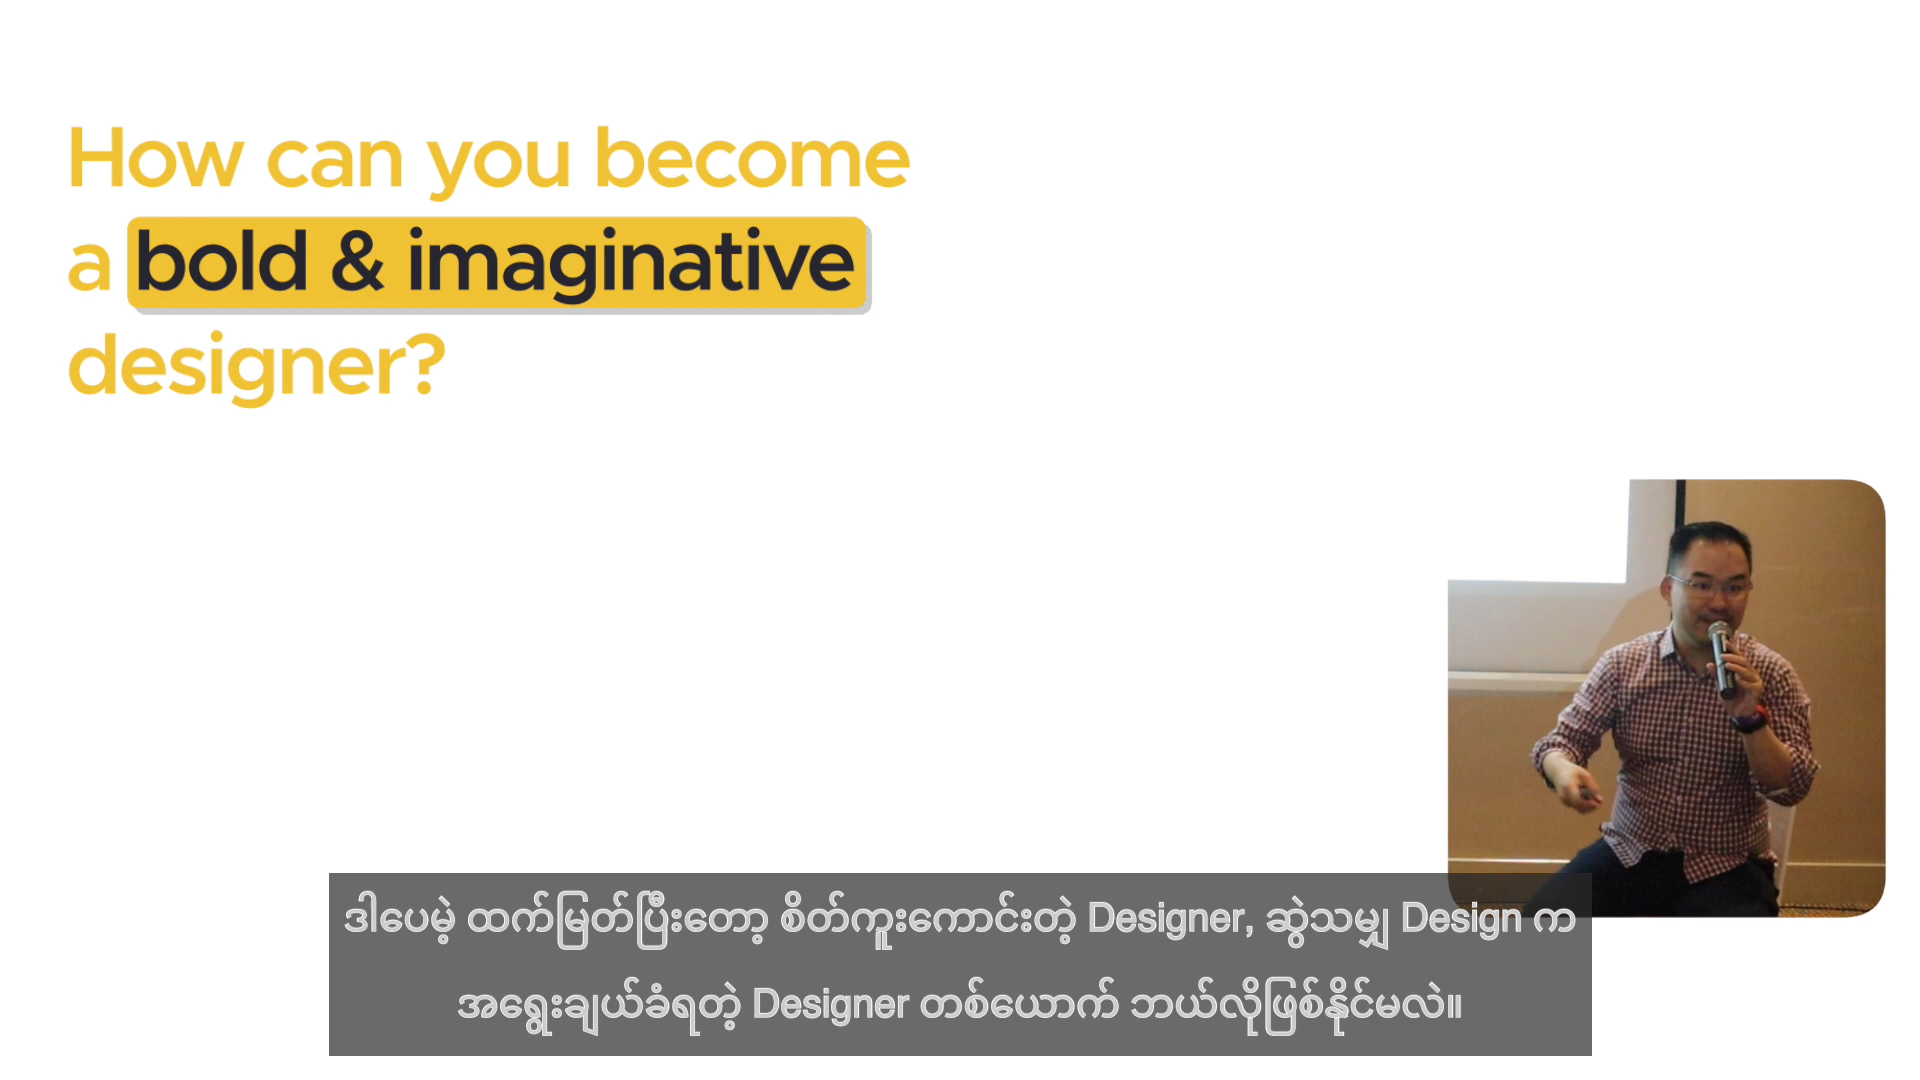 How can you become
a bold & imaginative
designer?
ဒါပေမဲ့ ထက်မြတ်ပြီးတော့ စိတ်ကူးကောင်းတဲ့ Designer, ဆွဲသမျှ Design က
အရွေးချယ်ခံရတဲ့ Designer တစ်ယောက် ဘယ်လိုဖြစ်နိုင်မလဲ။